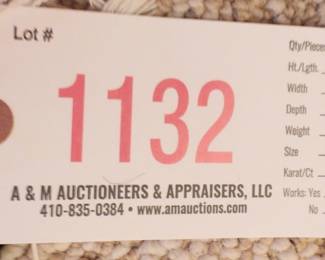 Lot #
1132
A & M AUCTIONEERS & APPRAISERS, LLC
410-835-0384 • www.amauctions.com
Qty/Pieces
Ht./Lgth.
Width
Depth
Weight
Size
Karat/Ct
Works: Yes
No